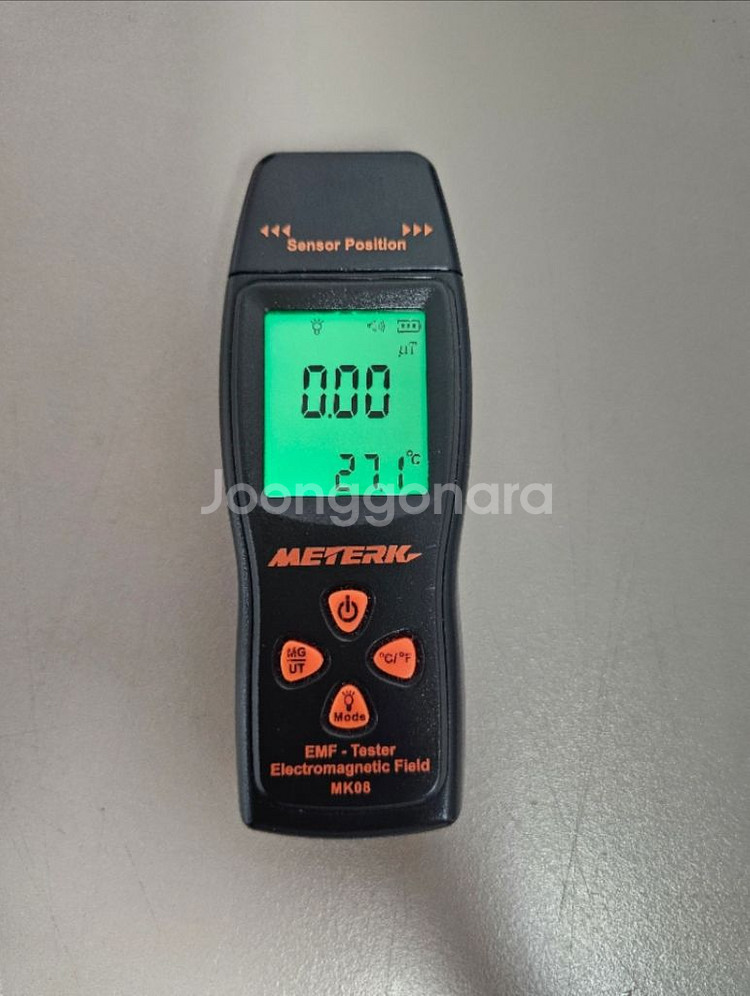 ◄◄◄ ►►►
Sensor Position
µT
0.00
27.1 °C
Joonggonara
METERK
MG
UT
°C/°F
Mode
EMF - Tester
Electromagnetic Field
MK08